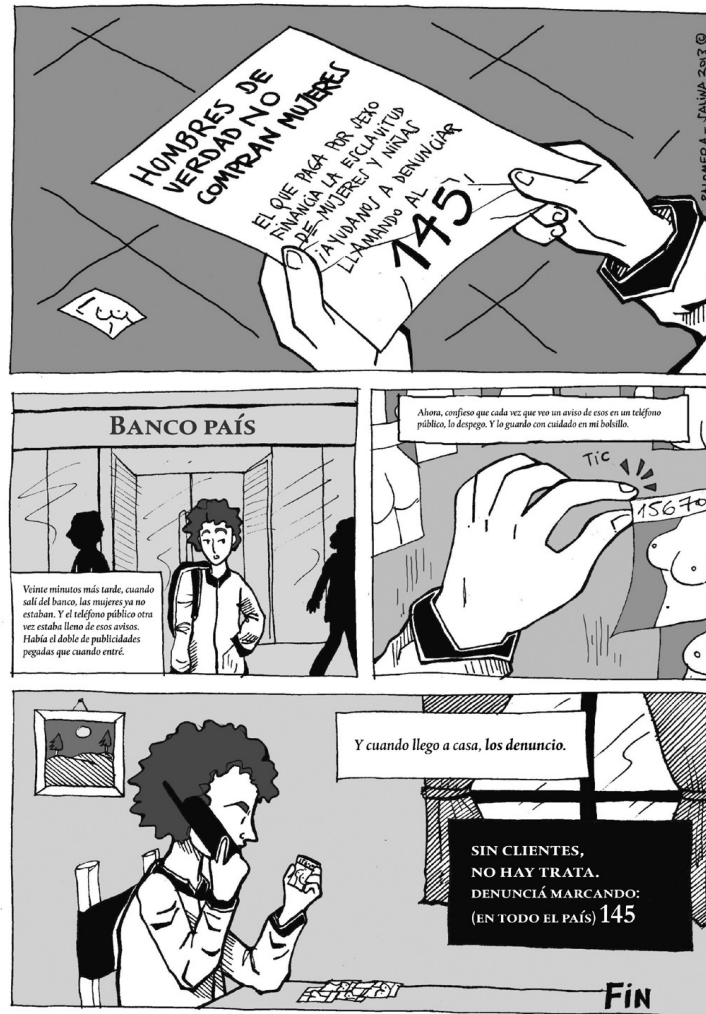 HOMBRES DE
VERDAD NO
COMPRAN MUJERES
EL QUE PAGA POR SEXO
FINANCIA LA ESCLAVITUD
DE MUJERES Y NIÑAS
¡AYUDANOS A DENUNCIAR
LLAMANDO AL
145!
PALOMERA - SALINA 2013 ©
BANCO PAÍS
Veinte minutos más tarde, cuando
salí del banco, las mujeres ya no
estaban. Y el teléfono público otra
vez estaba lleno de esos avisos.
Había el doble de publicidades
pegadas que cuando entré.
Ahora, confieso que cada vez que veo un aviso de esos en un teléfono
público, lo despego. Y lo guardo con cuidado en mi bolsillo.
TIC
15670
Y cuando llego a casa, los denuncio.
SIN CLIENTES,
NO HAY TRATA.
DENUNCIÁ MARCANDO:
(EN TODO EL PAÍS) 145
FIN